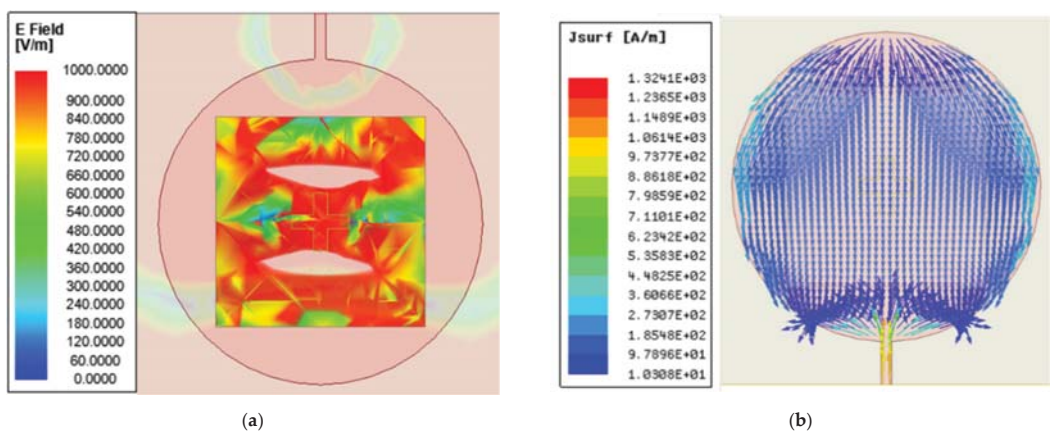 E Field
[V/m]
1000.0000
900.0000
840.0000
780.0000
720.0000
660.0000
600.0000
540.0000
480.0000
420.0000
360.0000
300.0000
240.0000
180.0000
120.0000
60.0000
0.0000
(a)
Jsurf [A/m]
1.3241E+03
1.2365E+03
1.1489E+03
1.0614E+03
9.7377E+02
8.8618E+02
7.9859E+02
7.1101E+02
6.2342E+02
5.3583E+02
4.4825E+02
3.6066E+02
2.7307E+02
1.8548E+02
9.7896E+01
1.0308E+01
(b)